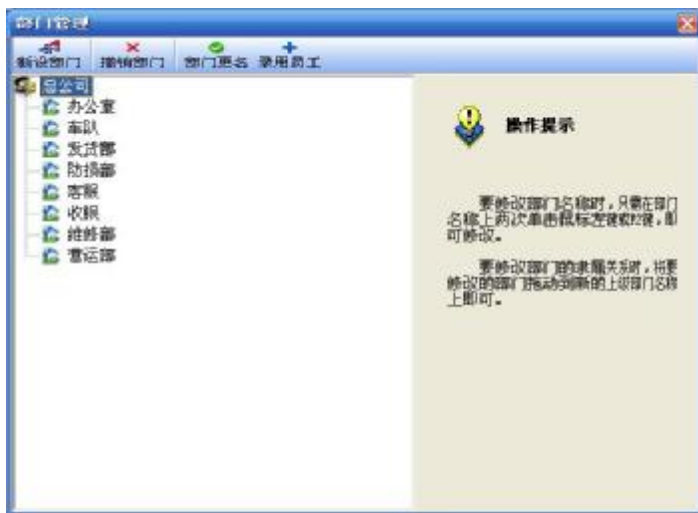 部门管理
新设部门 撤销部门 部门更名 录用员工
总公司
办公室
车队
发货部
防损部
客服
收银
维修部
营运部
操作提示
要修改部门名称时，只需在部门
名称上两次单击鼠标左键或F2键，即
可修改。
要修改部门的隶属关系时，将要
修改的部门拖动到新的上级部门名称
上即可。